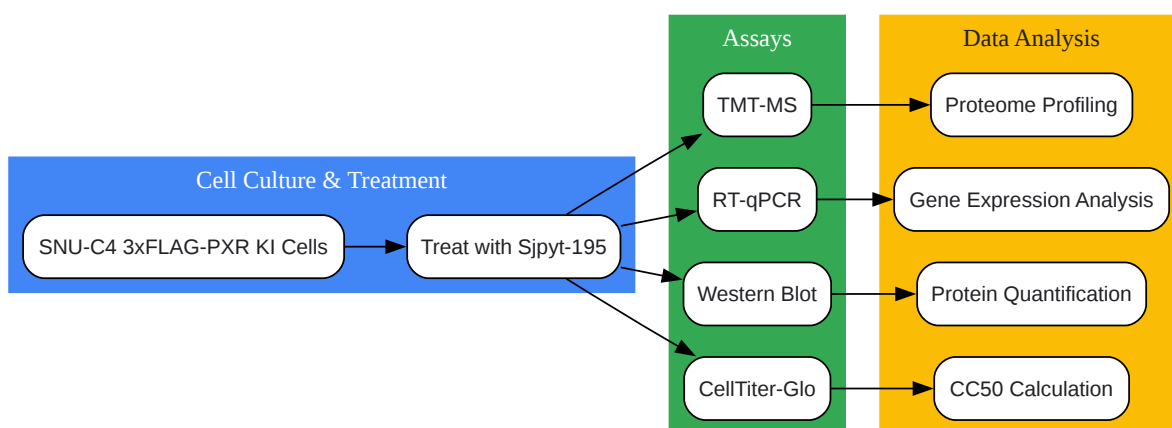 Cell Culture & Treatment
SNU-C4 3xFLAG-PXR KI Cells
Treat with Sjpyt-195
Assays
TMT-MS
RT-qPCR
Western Blot
CellTiter-Glo
Data Analysis
Proteome Profiling
Gene Expression Analysis
Protein Quantification
CC50 Calculation